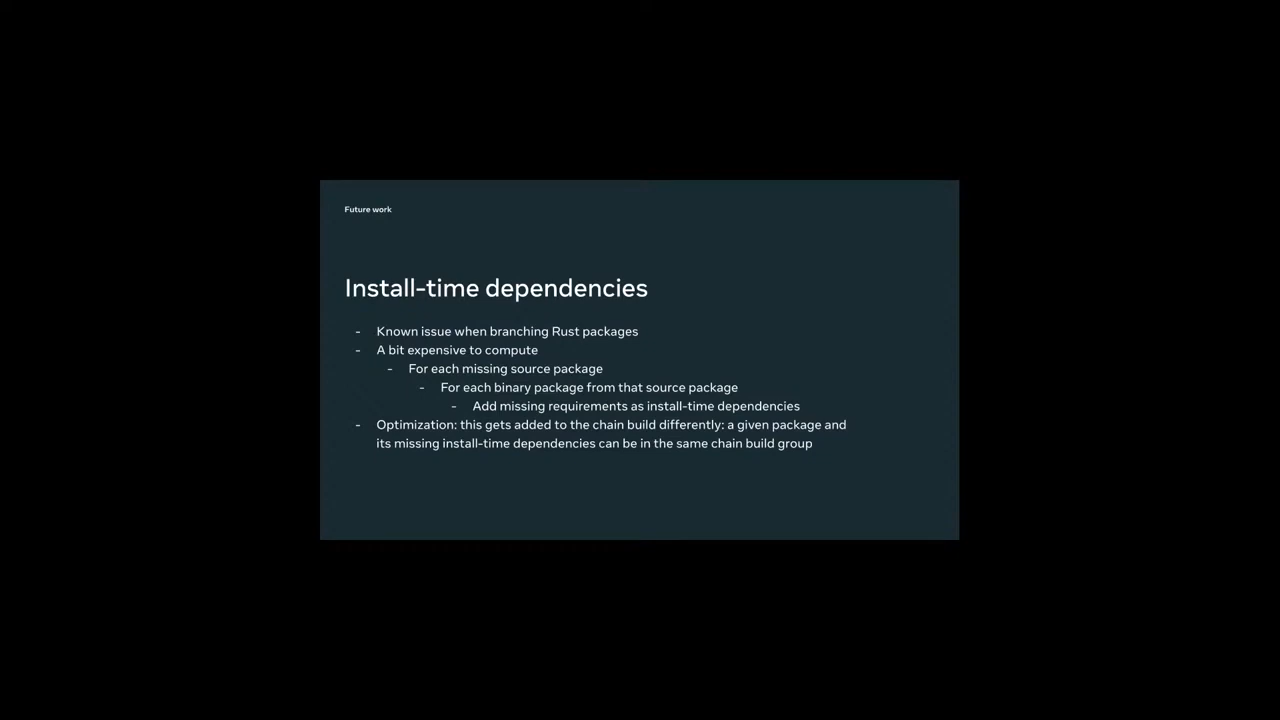 Future work
Install-time dependencies
- Known issue when branching Rust packages
- A bit expensive to compute
- For each missing source package
- For each binary package from that source package
- Add missing requirements as install-time dependencies
- Optimization: this gets added to the chain build differently: a given package and
its missing install-time dependencies can be in the same chain build group